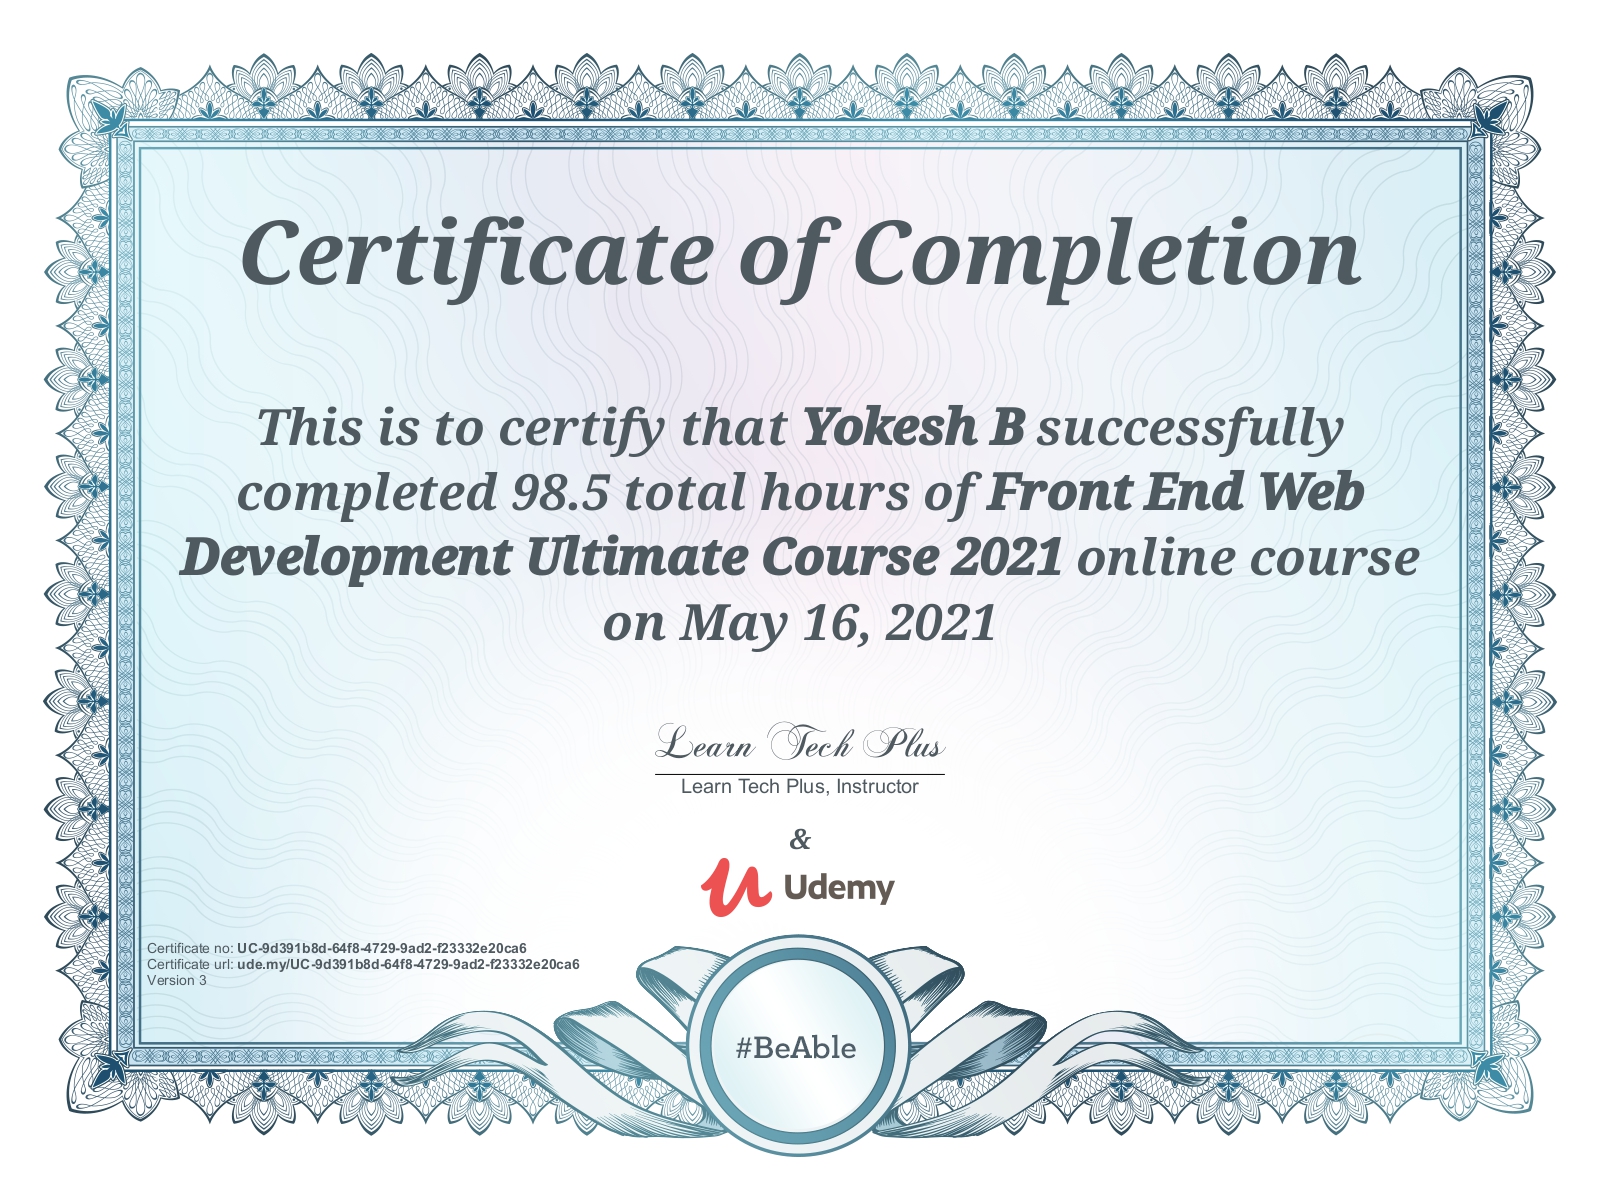 Certificate of Completion
This is to certify that Yokesh B successfully
completed 98.5 total hours of Front End Web
Development Ultimate Course 2021 online course
on May 16, 2021
Learn Tech Plus
Learn Tech Plus, Instructor
&
Udemy
Certificate no: UC-9d391b8d-64f8-4729-9ad2-f23332e20ca6
Certificate url: ude.my/UC-9d391b8d-64f8-4729-9ad2-f23332e20ca6
Version 3
#BeAble